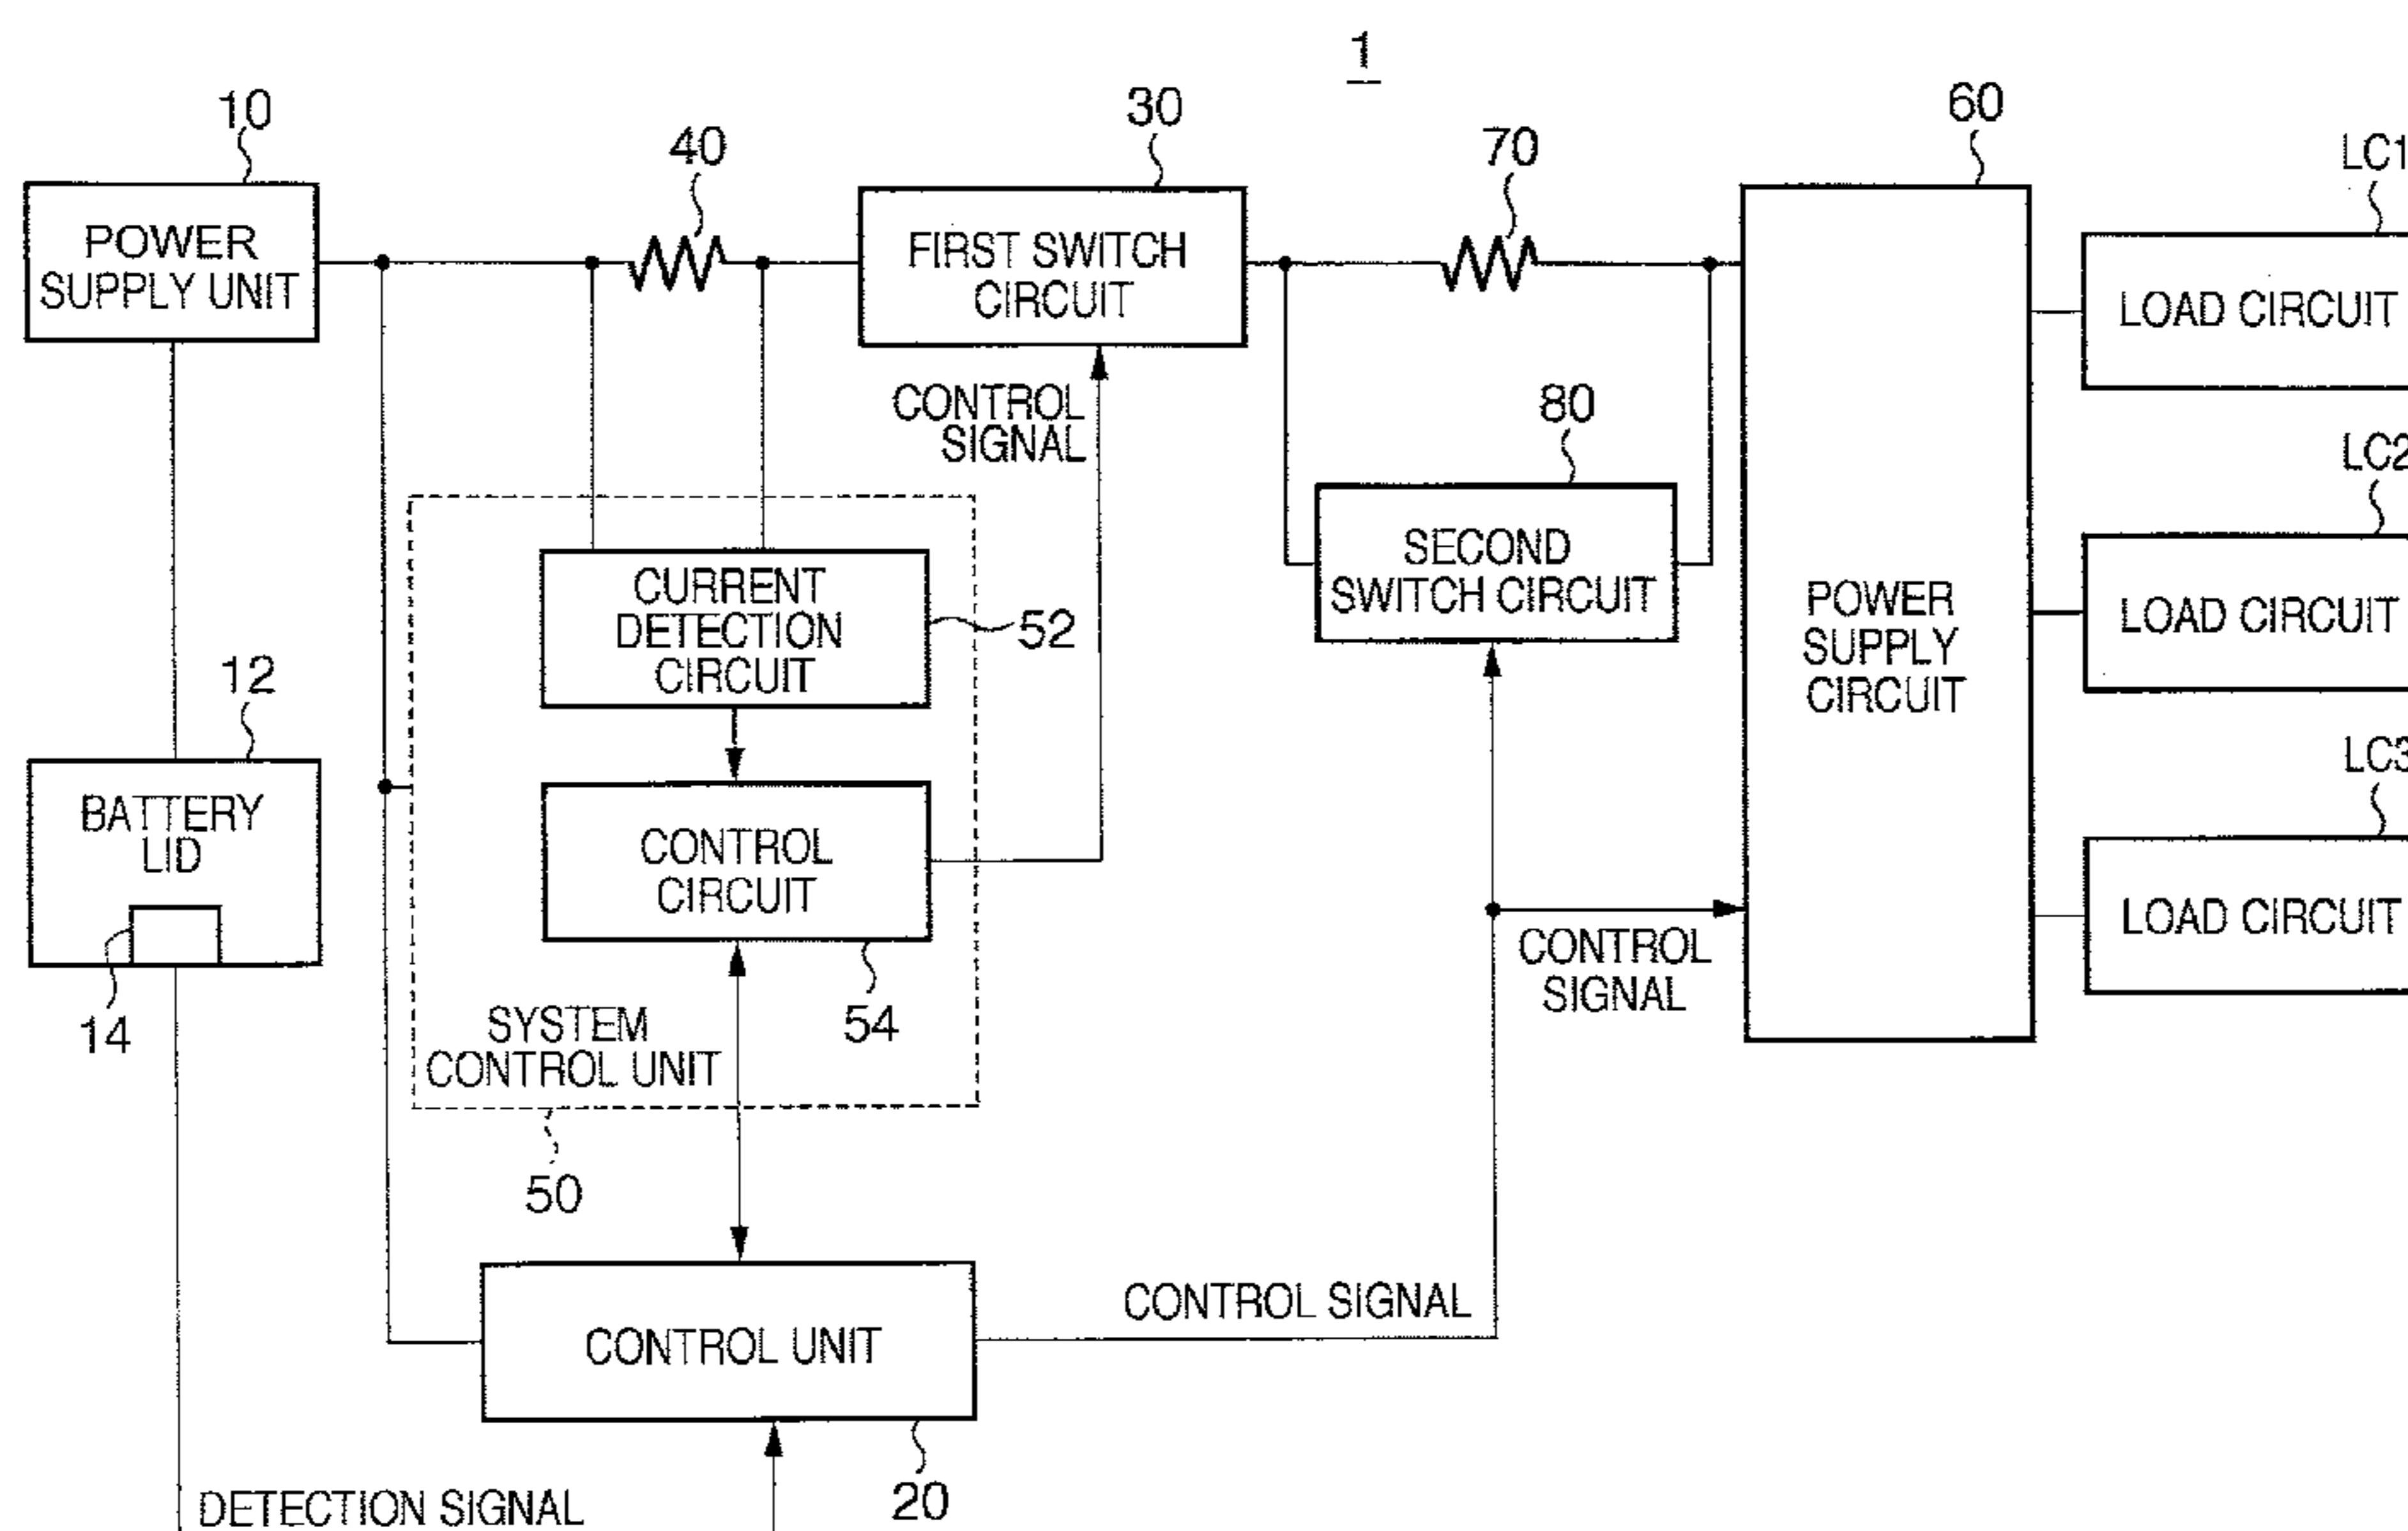 1
10
40
30
70
60
LC1
POWER
SUPPLY UNIT
FIRST SWITCH
CIRCUIT
LOAD CIRCUIT
CONTROL
SIGNAL
80
LC2
CURRENT
DETECTION
CIRCUIT
52
SECOND
SWITCH CIRCUIT
POWER
SUPPLY
CIRCUIT
LOAD CIRCUIT
12
LC3
BATTERY
LID
CONTROL
CIRCUIT
LOAD CIRCUIT
14
54
CONTROL
SIGNAL
SYSTEM
CONTROL UNIT
50
CONTROL UNIT
CONTROL SIGNAL
20
DETECTION SIGNAL